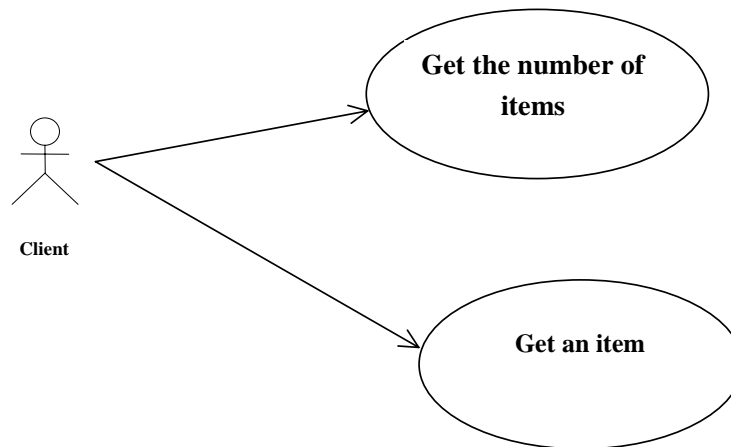 Get the number of
items
Client
Get an item